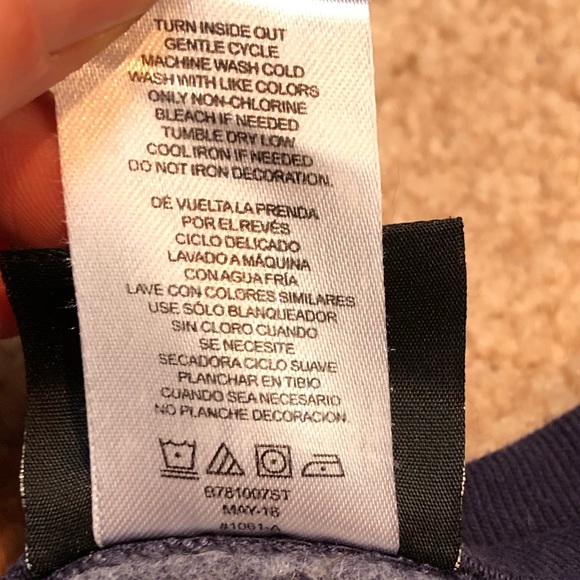 TURN INSIDE OUT
GENTLE CYCLE
MACHINE WASH COLD
WASH WITH LIKE COLORS
ONLY NON-CHLORINE
BLEACH IF NEEDED
TUMBLE DRY LOW
COOL IRON IF NEEDED
DO NOT IRON DECORATION.
DÉ VUELTA LA PRENDA
POR EL REVÉS
CICLO DELICADO
LAVADO A MÁQUINA
CON AGUA FRÍA
LAVE CON COLORES SIMILARES
USE SÓLO BLANQUEADOR
SIN CLORO CUANDO
SE NECESITE
SECADORA CICLO SUAVE
PLANCHAR EN TIBIO
CUANDO SEA NECESARIO
NO PLANCHE DECORACIÓN.
B781007ST
MAY-16
#1061-A